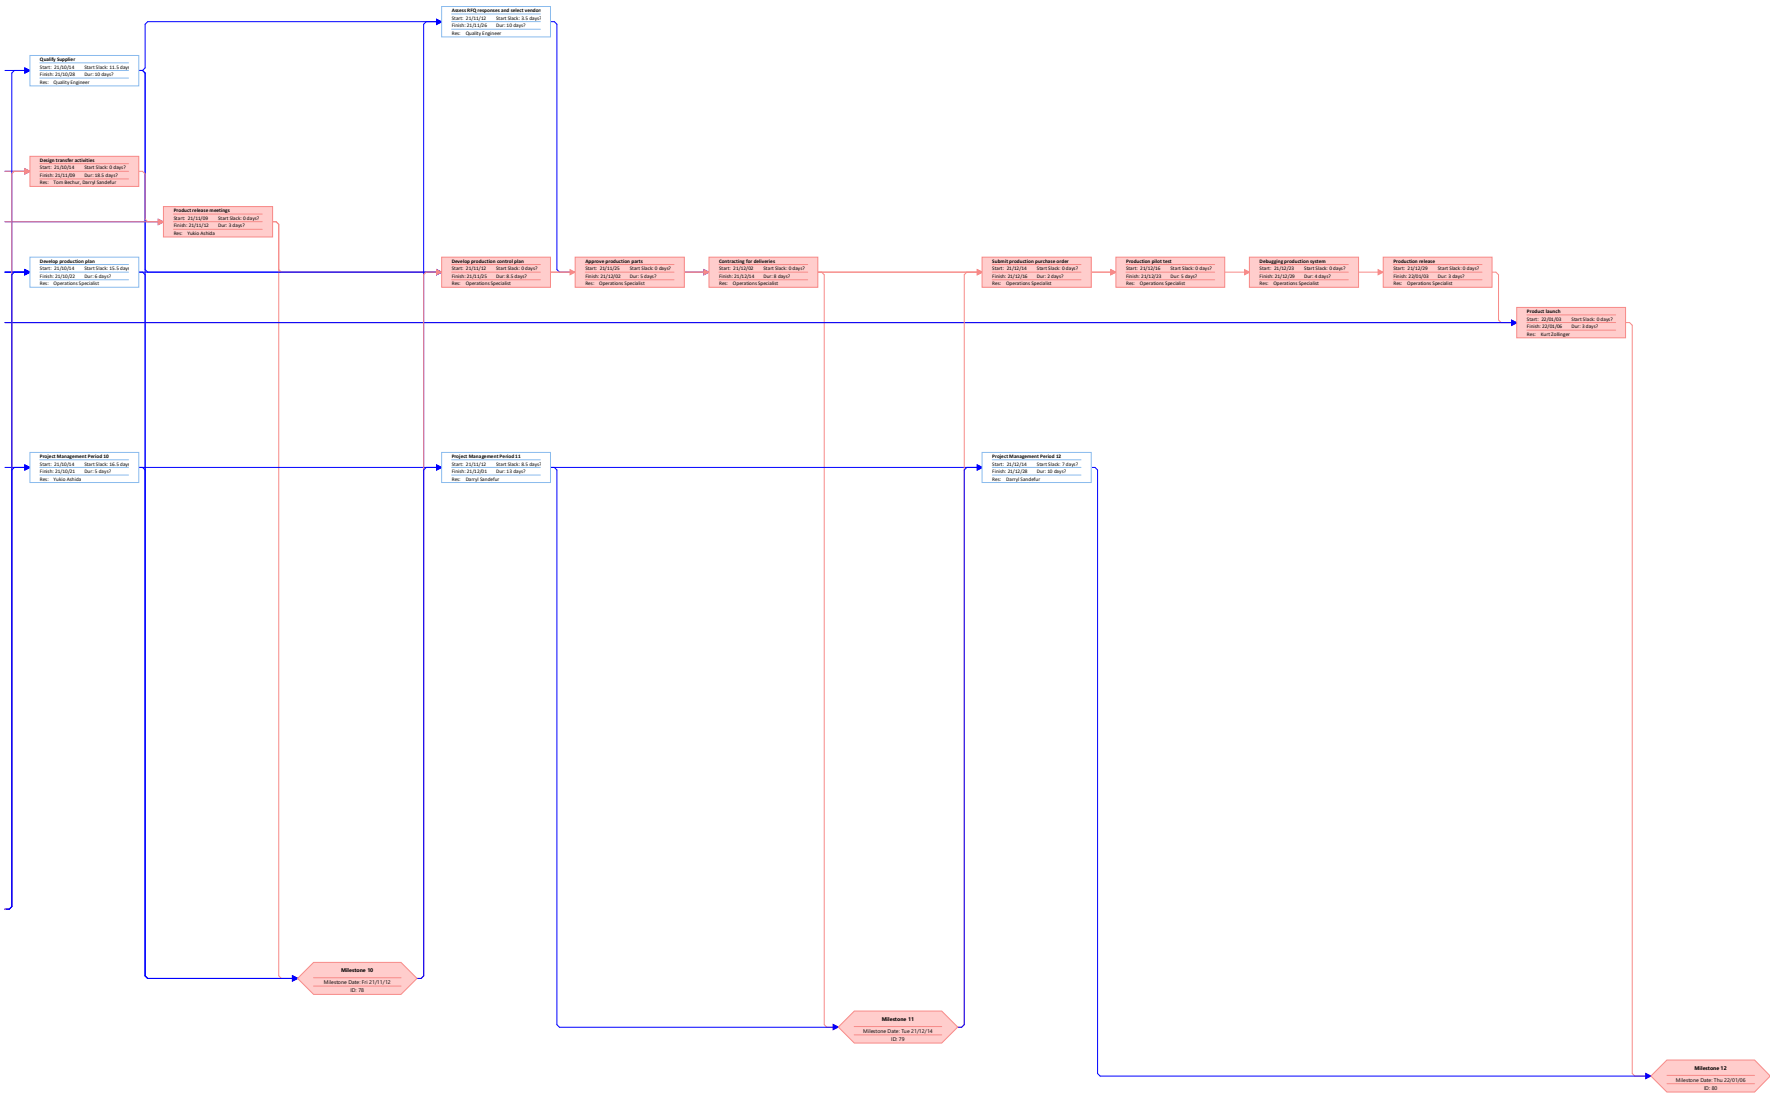 Assess RFQ responses and select vendor
Start: 21/11/12 Start Slack: 3.5 days?
Finish: 21/11/26 Dur: 10 days?
Res: Quality Engineer
Qualify Supplier
Start: 21/10/14 Start Slack: 11.5 days
Finish: 21/10/28 Dur: 10 days?
Res: Quality Engineer
Design transfer activities
Start: 21/10/14 Start Slack: 0 days?
Finish: 21/11/09 Dur: 18.5 days?
Res: Tom Bechur, Darryl Sandefur
Product release meetings
Start: 21/11/09 Start Slack: 0 days?
Finish: 21/11/12 Dur: 3 days?
Res: Yukio Ashida
Develop production plan
Start: 21/10/14 Start Slack: 15.5 days
Finish: 21/10/22 Dur: 6 days?
Res: Operations Specialist
Develop production control plan
Start: 21/11/12 Start Slack: 0 days?
Finish: 21/11/25 Dur: 8.5 days?
Res: Operations Specialist
Approve production parts
Start: 21/11/25 Start Slack: 0 days?
Finish: 21/12/02 Dur: 5 days?
Res: Operations Specialist
Contracting for deliveries
Start: 21/12/02 Start Slack: 0 days?
Finish: 21/12/14 Dur: 8 days?
Res: Operations Specialist
Submit production purchase order
Start: 21/12/14 Start Slack: 0 days?
Finish: 21/12/16 Dur: 2 days?
Res: Operations Specialist
Production pilot test
Start: 21/12/16 Start Slack: 0 days?
Finish: 21/12/23 Dur: 5 days?
Res: Operations Specialist
Debugging production system
Start: 21/12/23 Start Slack: 0 days?
Finish: 21/12/29 Dur: 4 days?
Res: Operations Specialist
Production release
Start: 21/12/29 Start Slack: 0 days?
Finish: 22/01/03 Dur: 3 days?
Res: Operations Specialist
Product launch
Start: 22/01/03 Start Slack: 0 days?
Finish: 22/01/06 Dur: 3 days?
Res: Kurt Zollinger
Project Management Period 10
Start: 21/10/14 Start Slack: 16.5 days
Finish: 21/10/21 Dur: 5 days?
Res: Yukio Ashida
Project Management Period 11
Start: 21/11/12 Start Slack: 8.5 days?
Finish: 21/12/01 Dur: 13 days?
Res: Darryl Sandefur
Project Management Period 12
Start: 21/12/14 Start Slack: 7 days?
Finish: 21/12/28 Dur: 10 days?
Res: Darryl Sandefur
Milestone 10
Milestone Date: Fri 21/11/12
ID: 78
Milestone 11
Milestone Date: Tue 21/12/14
ID: 79
Milestone 12
Milestone Date: Thu 22/01/06
ID: 80